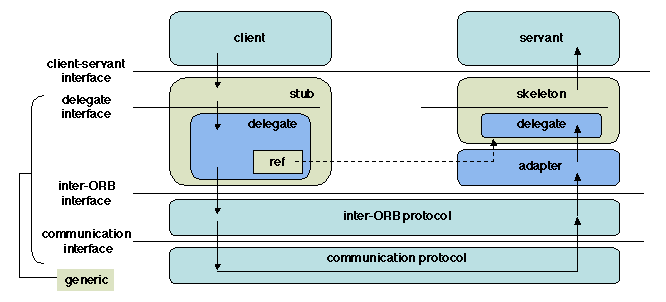 client
servant
client-servant
interface
stub
skeleton
delegate
interface
delegate
delegate
ref
adapter
inter-ORB
interface
inter-ORB protocol
communication
interface
communication protocol
generic